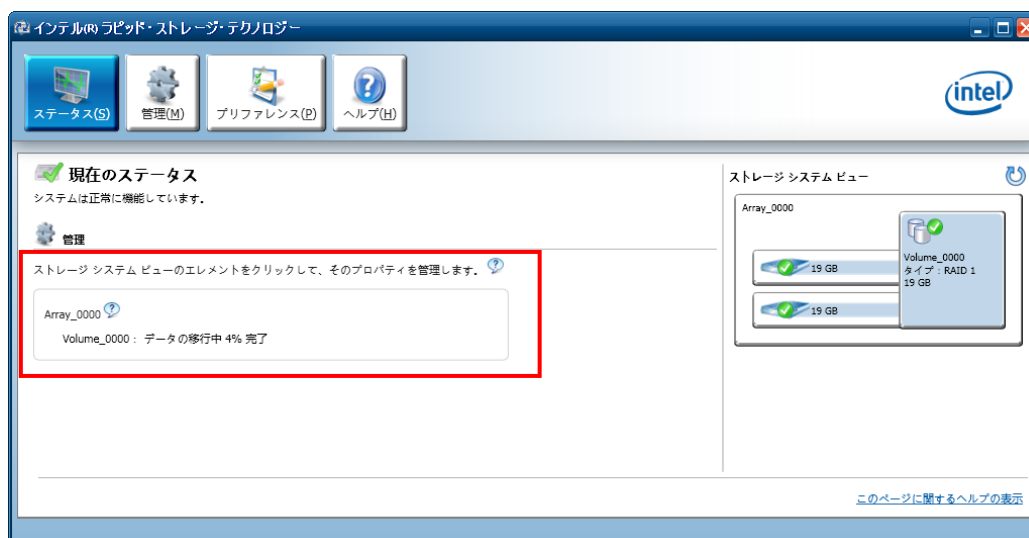 インテル(R) ラピッド・ストレージ・テクノロジー
ステータス(S)
管理(M)
プリファレンス(P)
ヘルプ(H)
intel
現在のステータス
システムは正常に機能しています。
管理
ストレージ システム ビューのエレメントをクリックして、そのプロパティを管理します。
Array_0000
Volume_0000： データの移行中 4% 完了
ストレージ システム ビュー
Array_0000
19 GB
19 GB
Volume_0000
タイプ：RAID 1
19 GB
このページに関するヘルプの表示